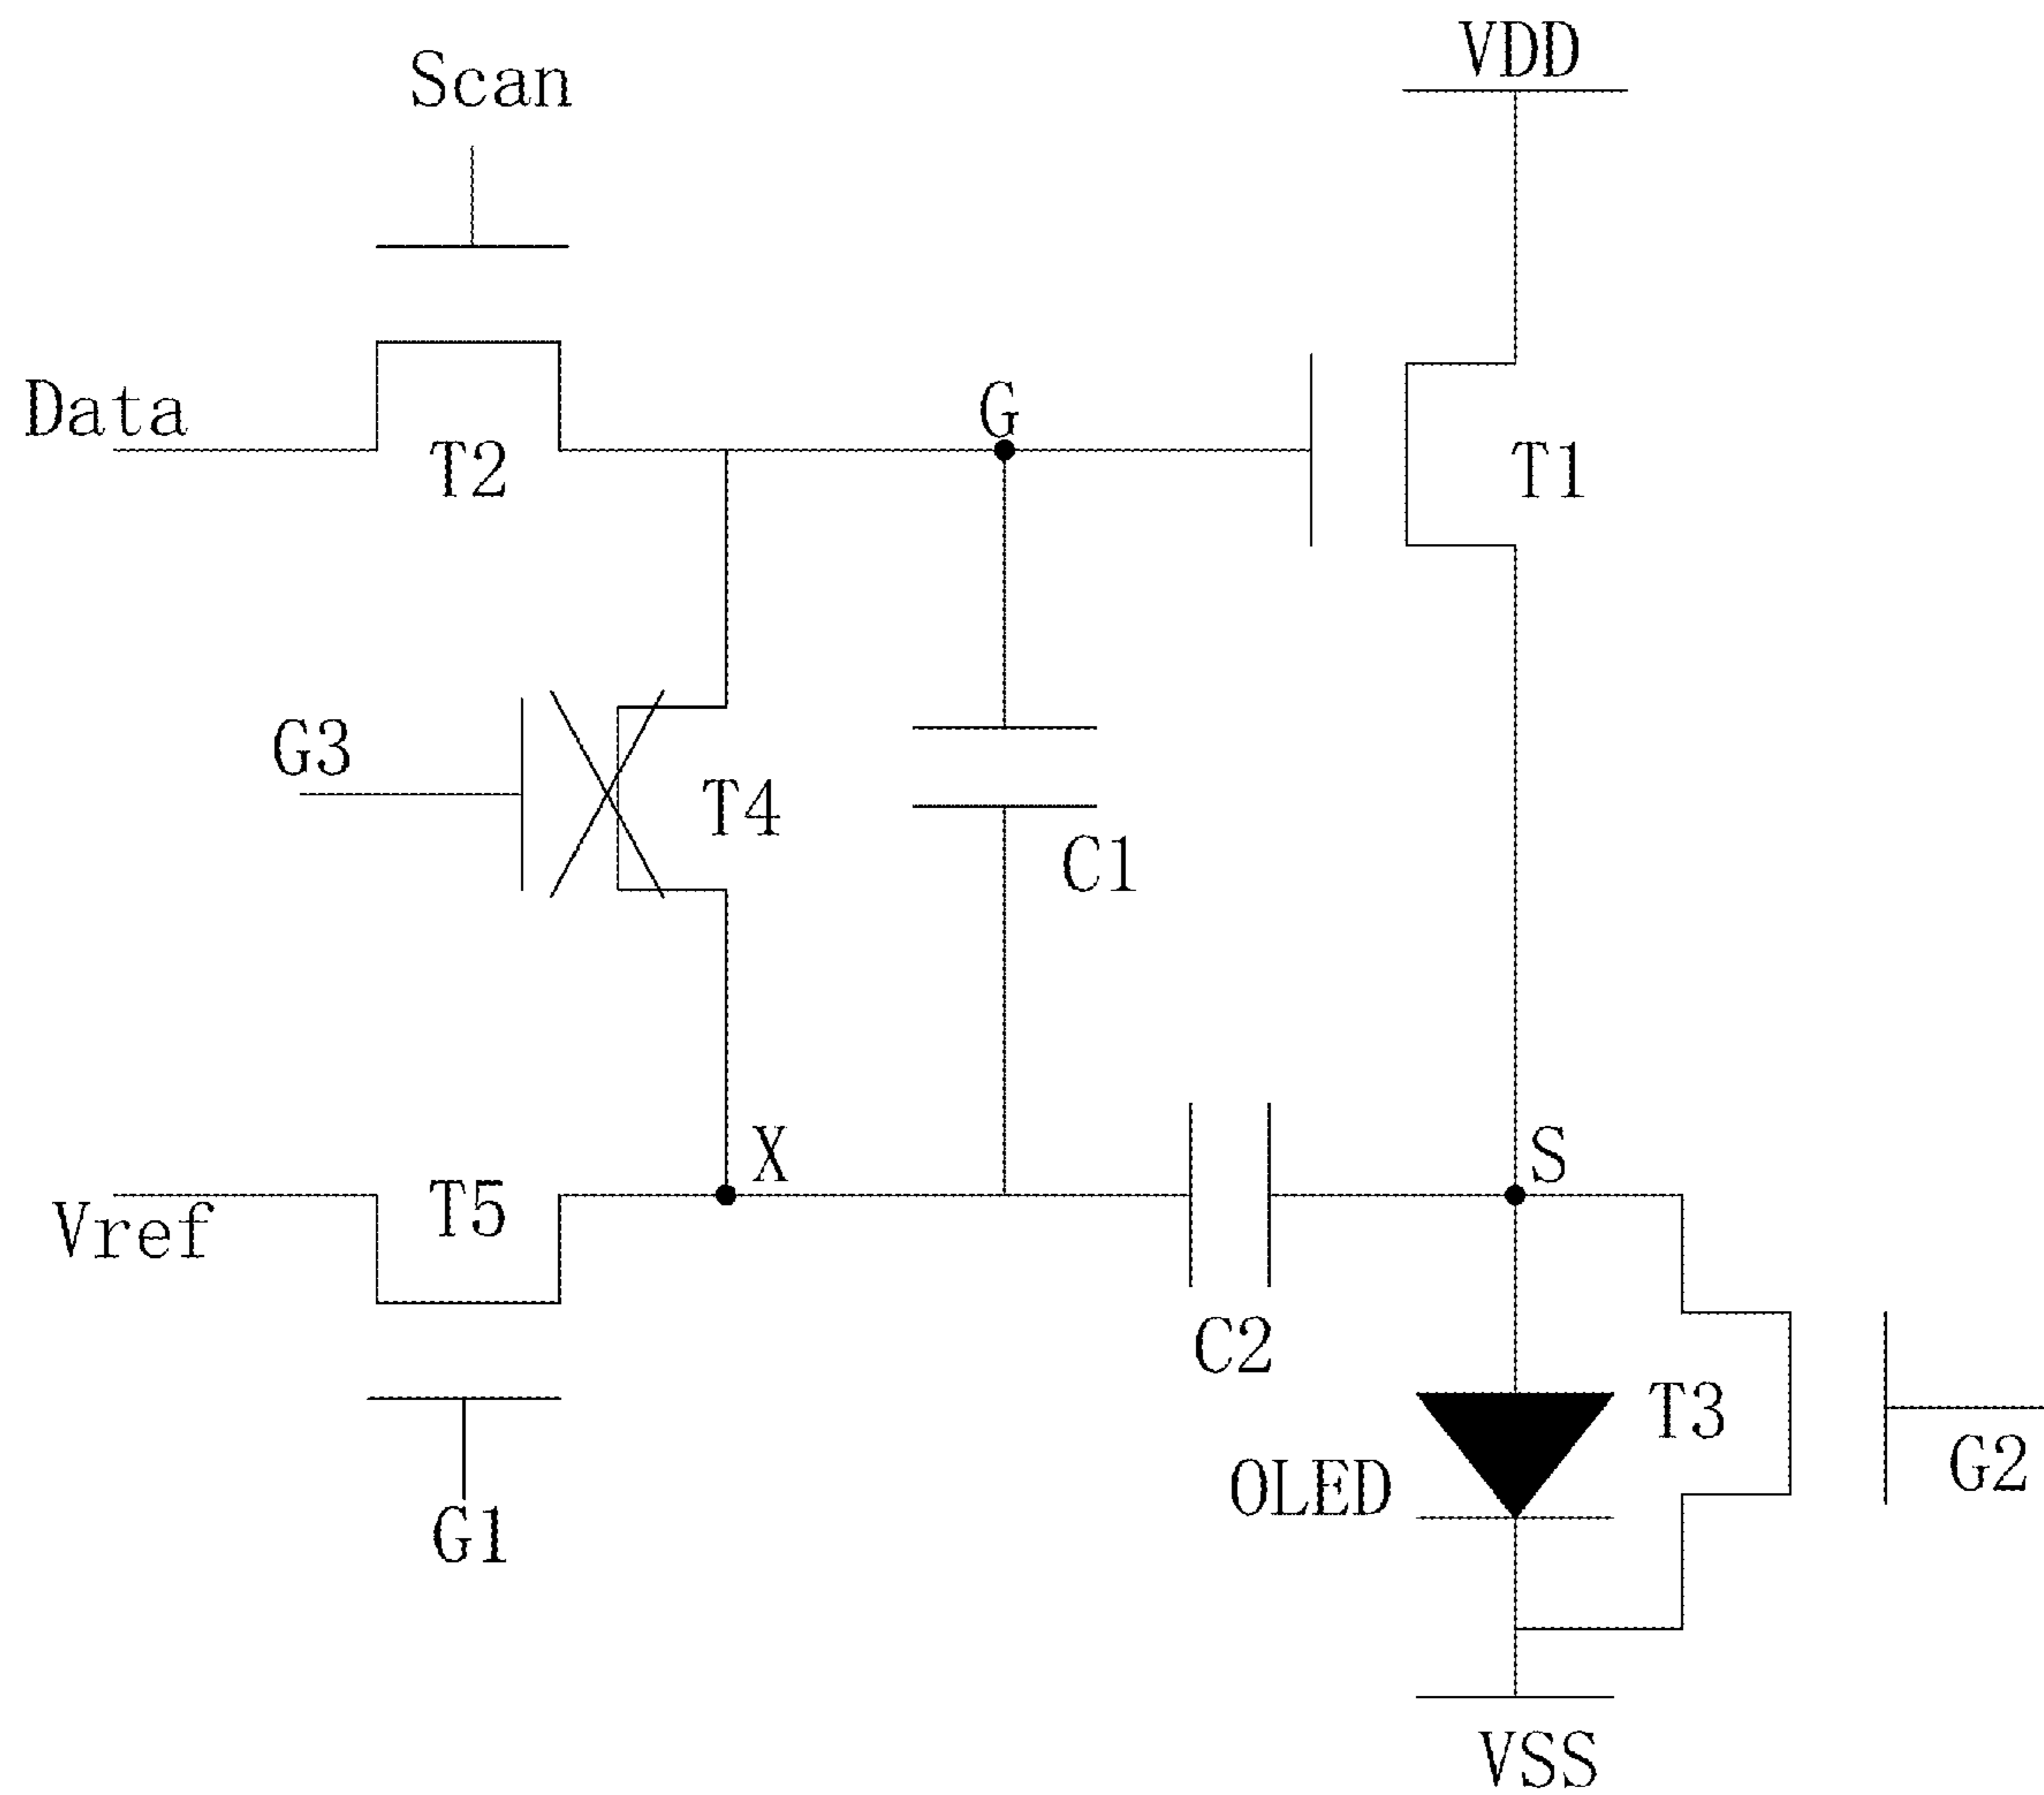 VDD
Scan
Data
G
T2
T1
G3
T4
C1
X
S
T5
Vref
C2
T3
G2
OLED
G1
VSS